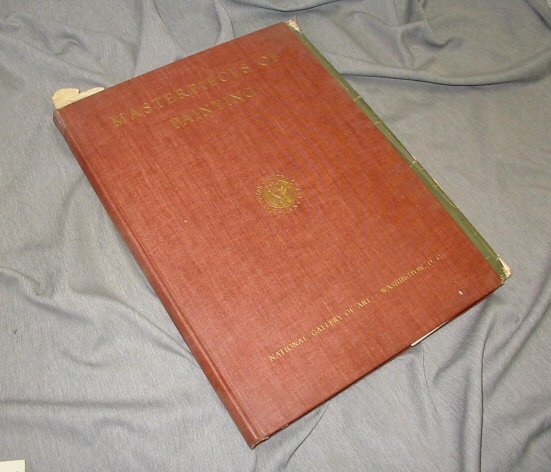 MASTERPIECES OF
PAINTING
NATIONAL GALLERY OF ART · WASHINGTON, D. C.